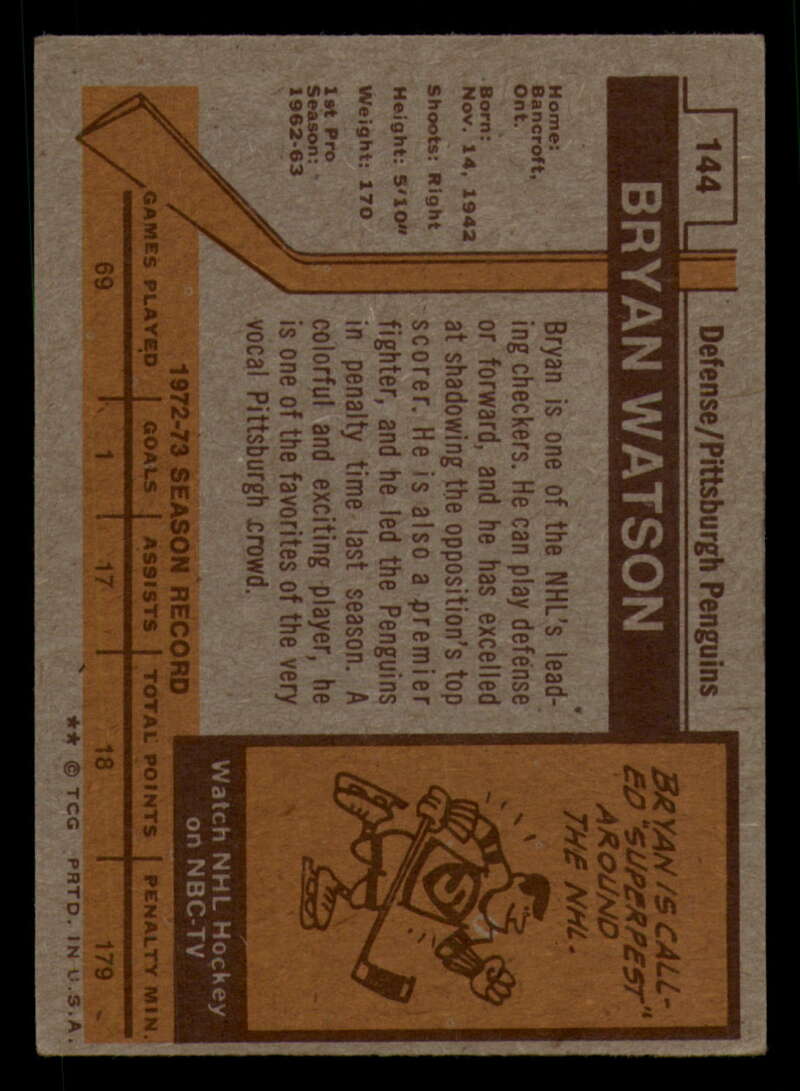 144
Defense/Pittsburgh Penguins
BRYAN WATSON
Home:
Bancroft,
Ont.
Born:
Nov. 14, 1942
Shoots: Right
Height: 5'10"
Weight: 170
1st Pro
Season:
1962-63
Bryan is one of the NHL's lead-
ing checkers. He can play defense
or forward, and he has excelled
at shadowing the opposition's top
scorer. He is also a premier
fighter, and he led the Penguins
in penalty time last season. A
colorful and exciting player, he
is one of the favorites of the very
vocal Pittsburgh crowd.
BRYAN IS CALL-
ED "SUPERPEST"
AROUND
THE NHL.
S
Watch NHL Hockey
on NBC-TV
1972-73 SEASON RECORD
GAMES PLAYED GOALS ASSISTS TOTAL POINTS PENALTY MIN.
69 1 17 18 179
** © TCG PRTD. IN U.S.A.